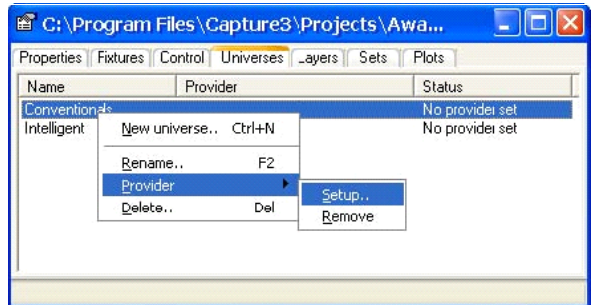 C:\Program Files\Capture3\Projects\Awa...
Properties Fixtures Control Universes Layers Sets Plots
Name Provider Status
Conventionals No provider set
Intelligent No provider set
New universe.. Ctrl+N
Rename.. F2
Provider
Delete.. Del
Setup..
Remove